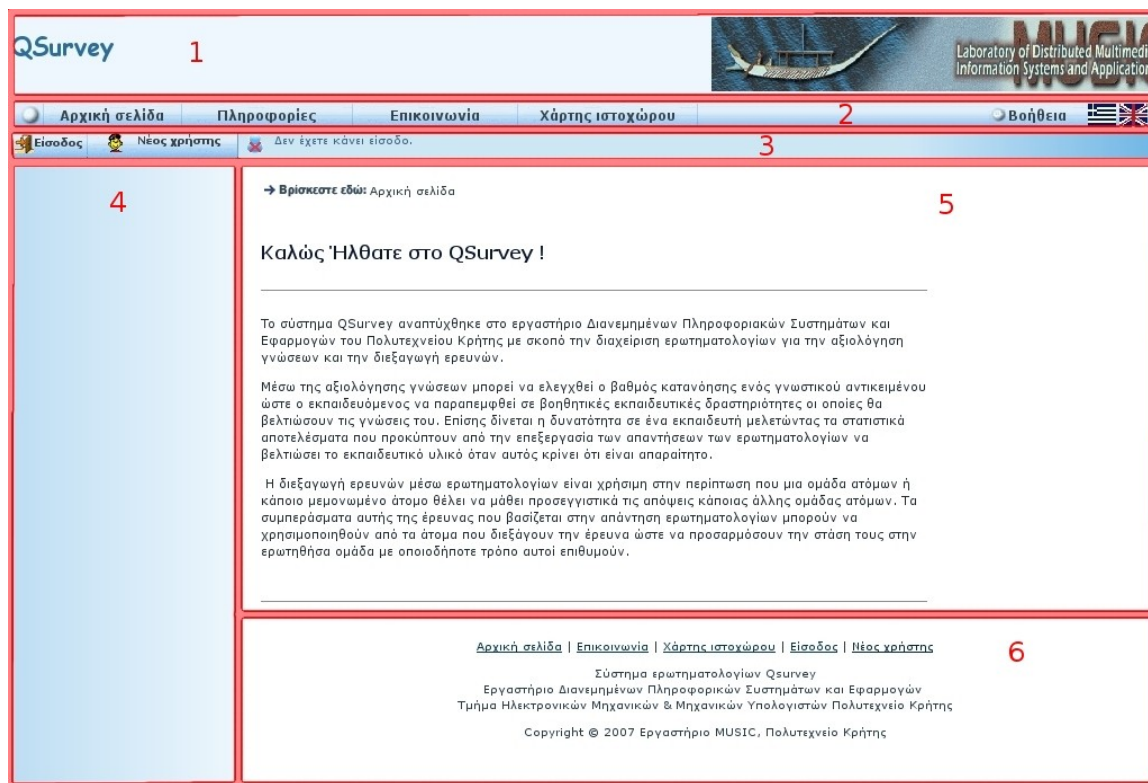 QSurvey
1
MUSIC
Laboratory of Distributed Multimedi
Information Systems and Application
Αρχική σελίδα Πληροφορίες Επικοινωνία Χάρτης ιστοχώρου 2 Βοήθεια
Είσοδος Νέος χρήστης Δεν έχετε κάνει είσοδο. 3
4
➔ Βρίσκεστε εδώ: Αρχική σελίδα
5
Καλώς Ήλθατε στο QSurvey !
Το σύστημα QSurvey αναπτύχθηκε στο εργαστήριο Διανεμημένων Πληροφοριακών Συστημάτων και
Εφαρμογών του Πολυτεχνείου Κρήτης με σκοπό την διαχείριση ερωτηματολογίων για την αξιολόγηση
γνώσεων και την διεξαγωγή ερευνών.
Μέσω της αξιολόγησης γνώσεων μπορεί να ελεγχθεί ο βαθμός κατανόησης ενός γνωστικού αντικειμένου
ώστε ο εκπαιδευόμενος να παραπεμφθεί σε βοηθητικές εκπαιδευτικές δραστηριότητες οι οποίες θα
βελτιώσουν τις γνώσεις του. Επίσης δίνεται η δυνατότητα σε ένα εκπαιδευτή μελετώντας τα στατιστικά
αποτελέσματα που προκύπτουν από την επεξεργασία των απαντήσεων των ερωτηματολογίων να
βελτιώσει το εκπαιδευτικό υλικό όταν αυτός κρίνει ότι είναι απαραίτητο.
Η διεξαγωγή ερευνών μέσω ερωτηματολογίων είναι χρήσιμη στην περίπτωση που μια ομάδα ατόμων ή
κάποιο μεμονωμένο άτομο θέλει να μάθει προσεγγιστικά τις απόψεις κάποιας άλλης ομάδας ατόμων. Τα
συμπεράσματα αυτής της έρευνας που βασίζεται στην απάντηση ερωτηματολογίων μπορούν να
χρησιμοποιηθούν από τα άτομα που διεξάγουν την έρευνα ώστε να προσαρμόσουν την στάση τους στην
ερωτηθήσα ομάδα με οποιοδήποτε τρόπο αυτοί επιθυμούν.
Αρχική σελίδα | Επικοινωνία | Χάρτης ιστοχώρου | Είσοδος | Νέος χρήστης
6
Σύστημα ερωτηματολογίων Qsurvey
Εργαστήριο Διανεμημένων Πληροφορικών Συστημάτων και Εφαρμογών
Τμήμα Ηλεκτρονικών Μηχανικών & Μηχανικών Υπολογιστών Πολυτεχνείο Κρήτης
Copyright © 2007 Εργαστήριο MUSIC, Πολυτεχνείο Κρήτης